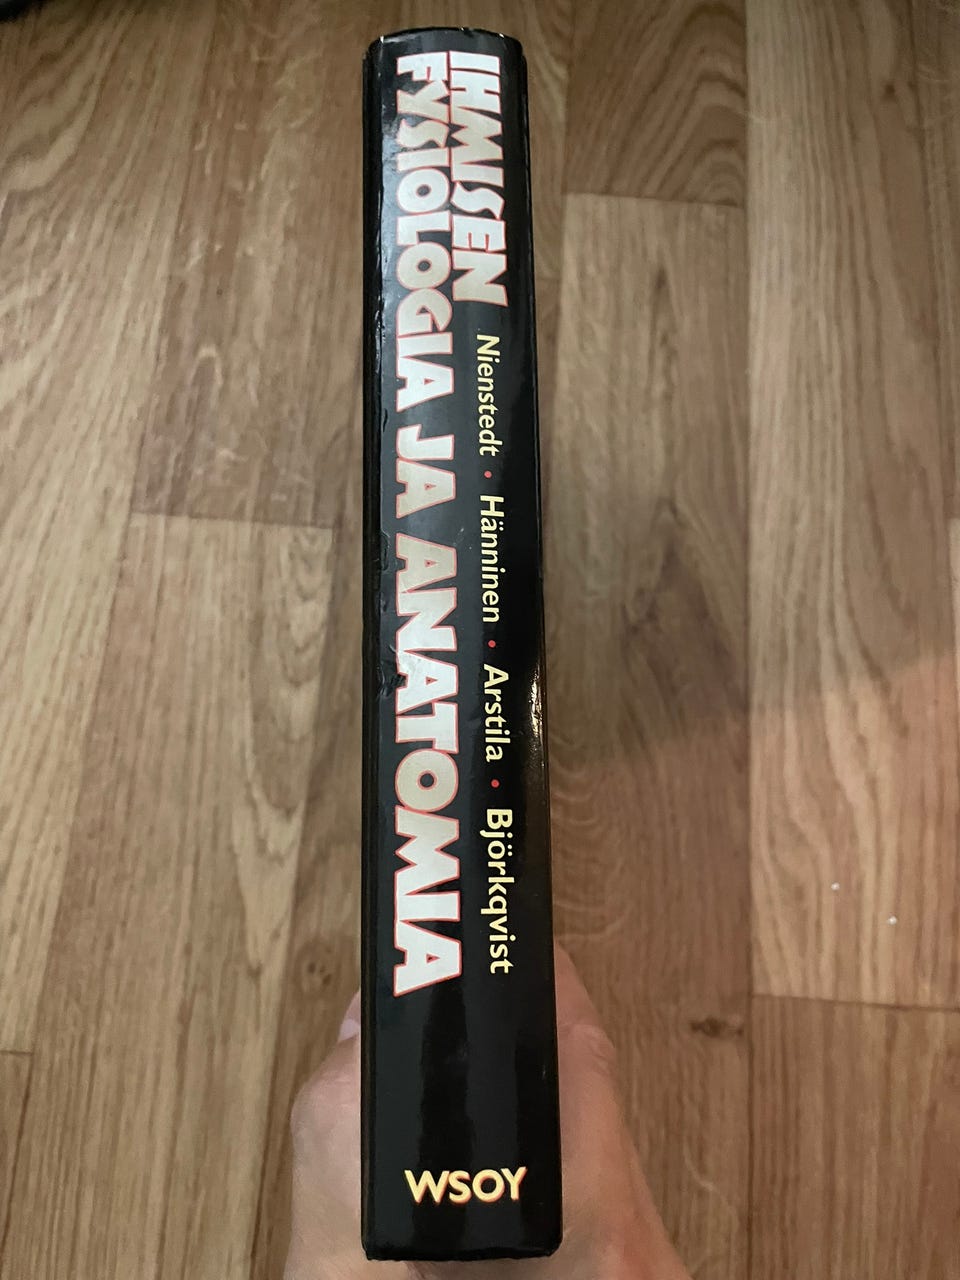 IHMISEN
FYSIOLOGIA JA ANATOMIA
Nienstedt • Hänninen • Arstila • Björkqvist
WSOY